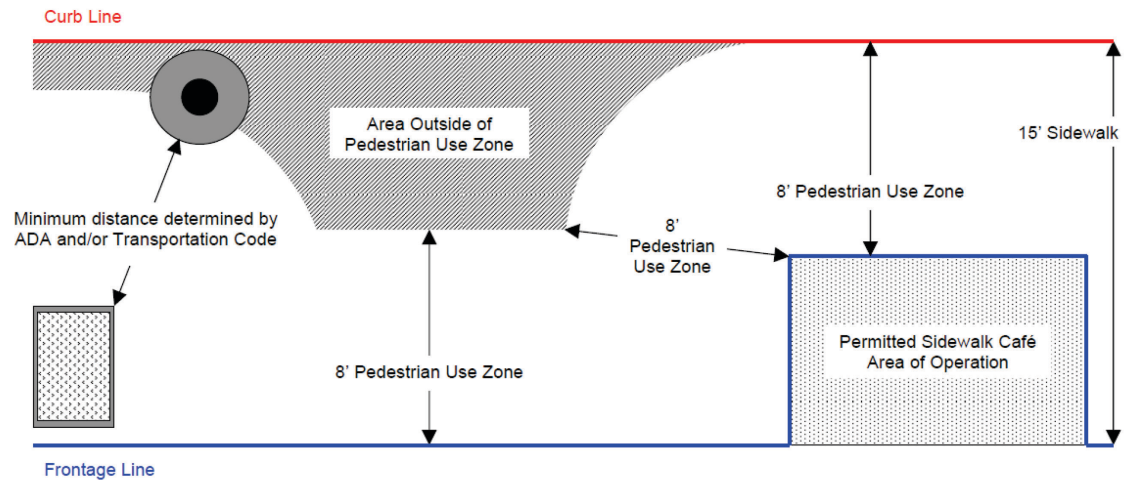 Curb Line
Area Outside of
Pedestrian Use Zone
15' Sidewalk
8' Pedestrian Use Zone
Minimum distance determined by
ADA and/or Transportation Code
8'
Pedestrian
Use Zone
Permitted Sidewalk Café
Area of Operation
8' Pedestrian Use Zone
Frontage Line